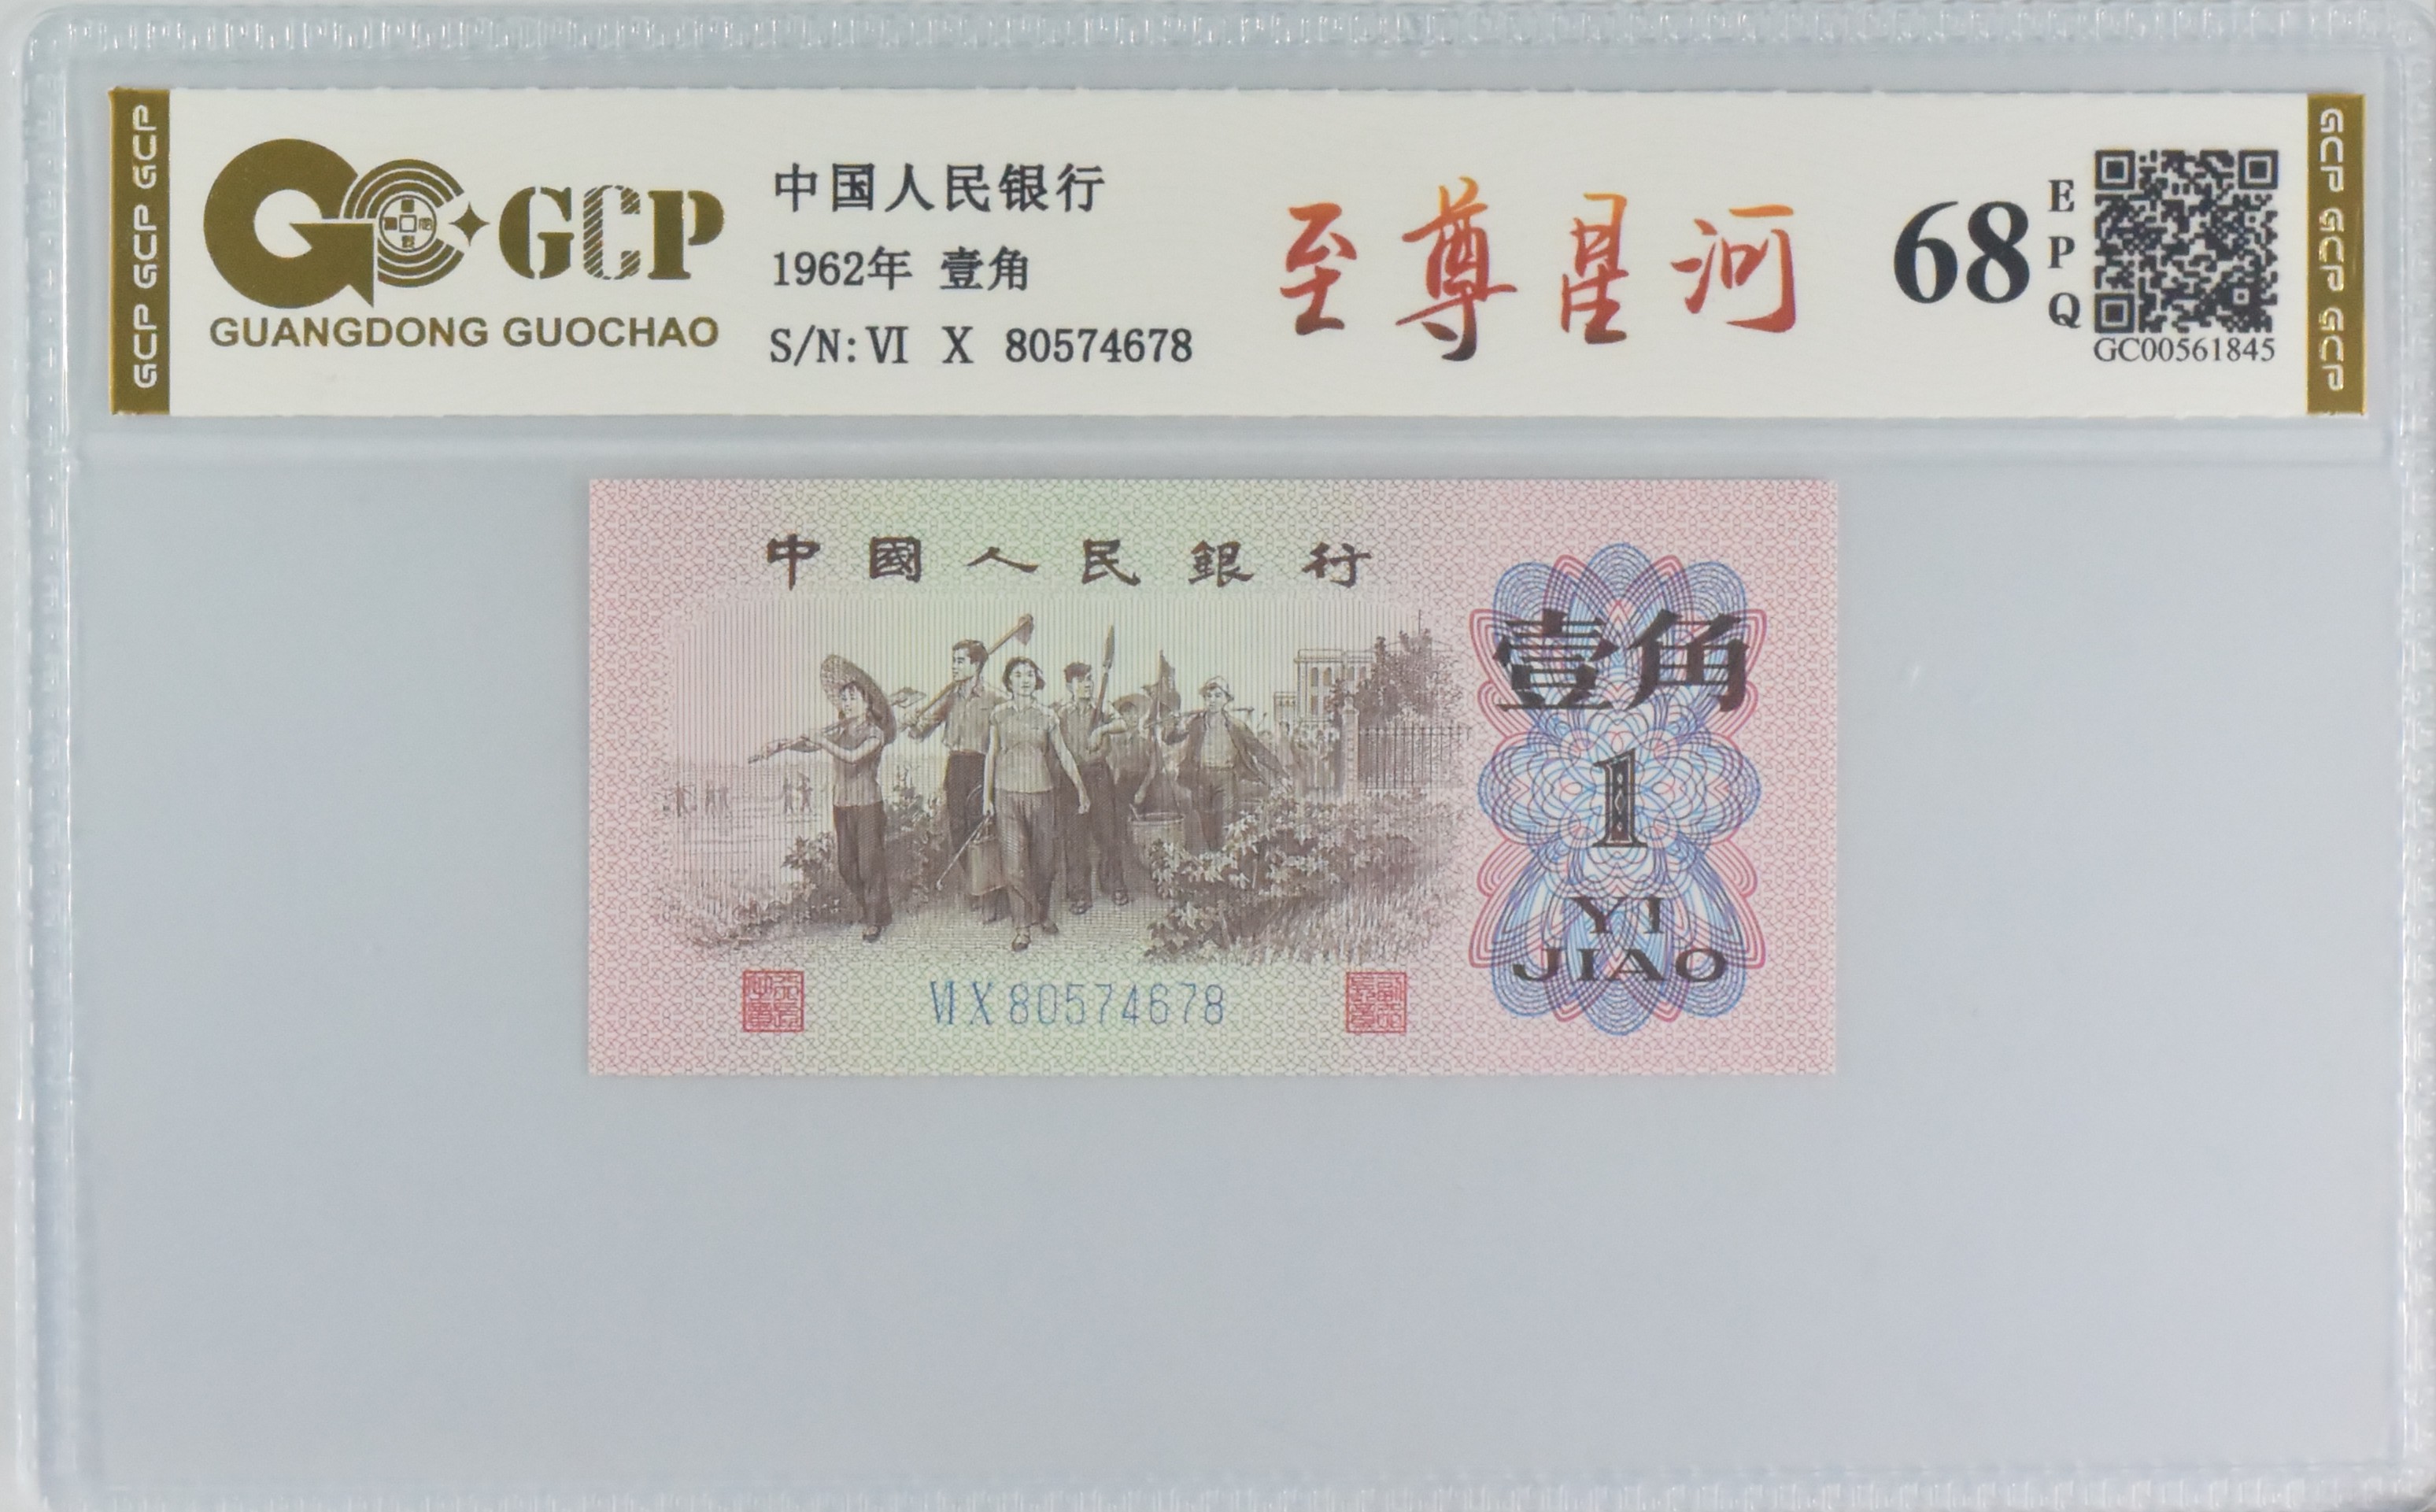 GCP GCP GCP
GCP
GUANGDONG GUOCHAO
中国人民银行
1962年 壹角
S/N: VI X 80574678
至尊星河
68
EPQ
GC00561845
GCP GCP GCP
中國人民銀行
壹角
1
YI
JIAO
VI X 80574678